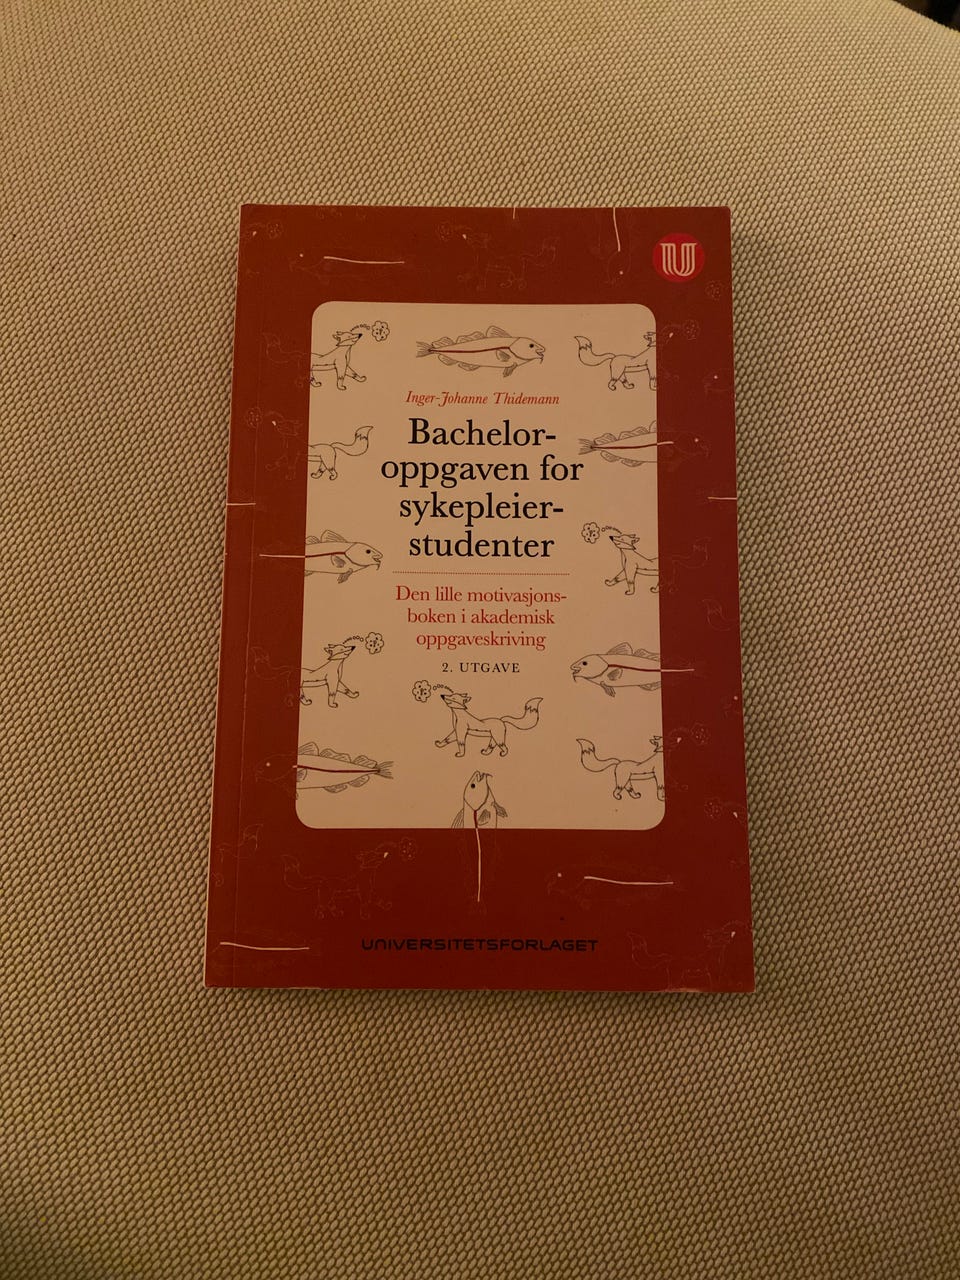 Inger-Johanne Thidemann
Bachelor-
oppgaven for
sykepleier-
studenter
Den lille motivasjons-
boken i akademisk
oppgaveskriving
2. UTGAVE
UNIVERSITETSFORLAGET